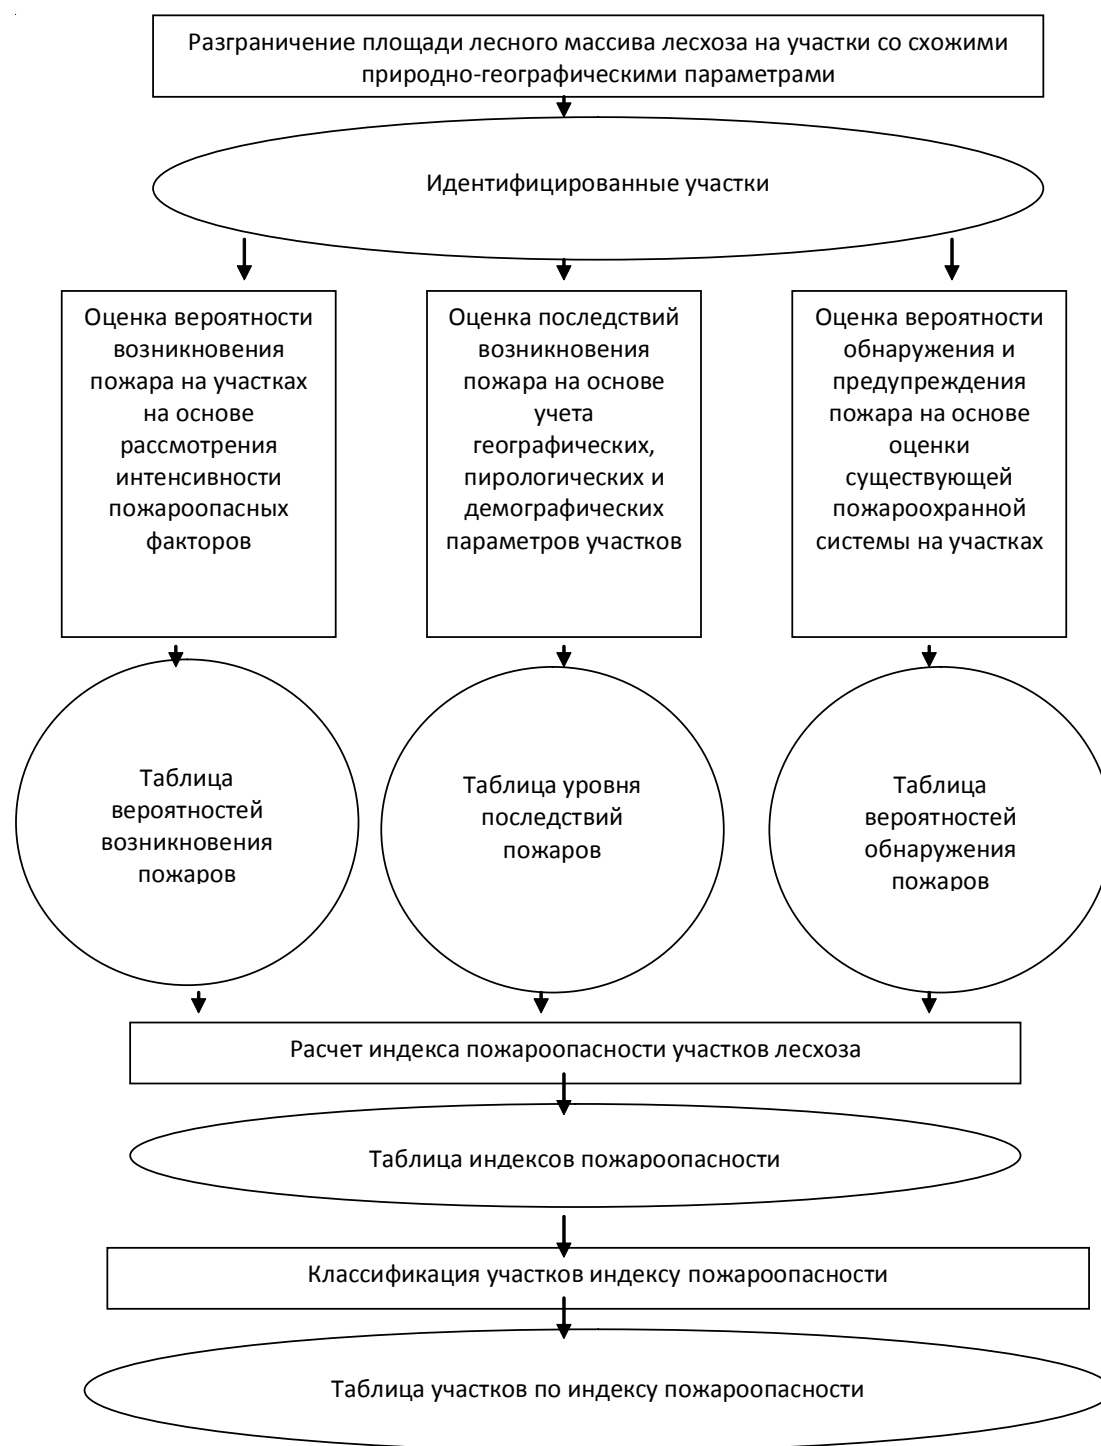 Разграничение площади лесного массива лесхоза на участки со схожими
природно-географическими параметрами
Идентифицированные участки
Оценка вероятности
возникновения
пожара на участках
на основе
рассмотрения
интенсивности
пожароопасных
факторов
Оценка последствий
возникновения
пожара на основе
учета
географических,
пирологических и
демографических
параметров участков
Оценка вероятности
обнаружения и
предупреждения
пожара на основе
оценки
существующей
пожароохранной
системы на участках
Таблица
вероятностей
возникновения
пожаров
Таблица уровня
последствий
пожаров
Таблица
вероятностей
обнаружения
пожаров
Расчет индекса пожароопасности участков лесхоза
Таблица индексов пожароопасности
Классификация участков индексу пожароопасности
Таблица участков по индексу пожароопасности